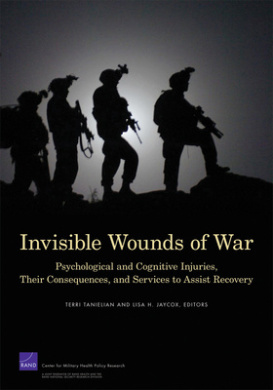 Invisible Wounds of War
Psychological and Cognitive Injuries,
Their Consequences, and Services to Assist Recovery
TERRI TANIELIAN AND LISA H. JAYCOX, EDITORS
RAND
Center for Military Health Policy Research